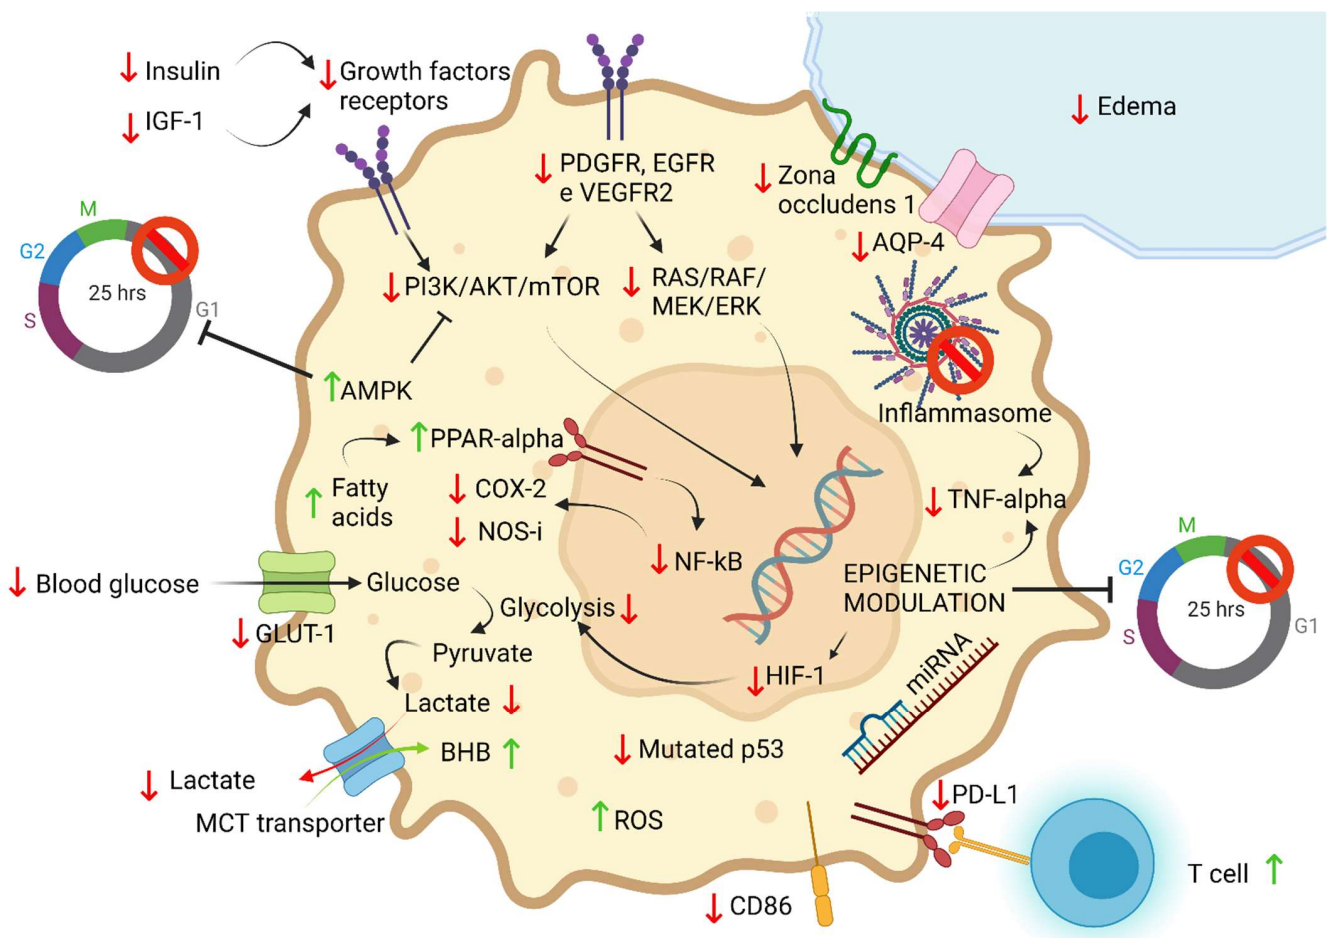 Insulin
IGF-1
Growth factors
receptors
PDGFR, EGFR
e VEGFR2
Zona
occludens 1
Edema
AQP-4
M
G2
25 hrs
S
G1
PI3K/AKT/mTOR
RAS/RAF/
MEK/ERK
AMPK
Inflammasome
PPAR-alpha
Fatty
acids
COX-2
NOS-i
TNF-alpha
NF-kB
Blood glucose
Glucose
GLUT-1
Glycolysis
EPIGENETIC
MODULATION
M
G2
25 hrs
S
G1
Pyruvate
HIF-1
miRNA
Lactate
BHB
Mutated p53
Lactate
MCT transporter
ROS
PD-L1
T cell
CD86